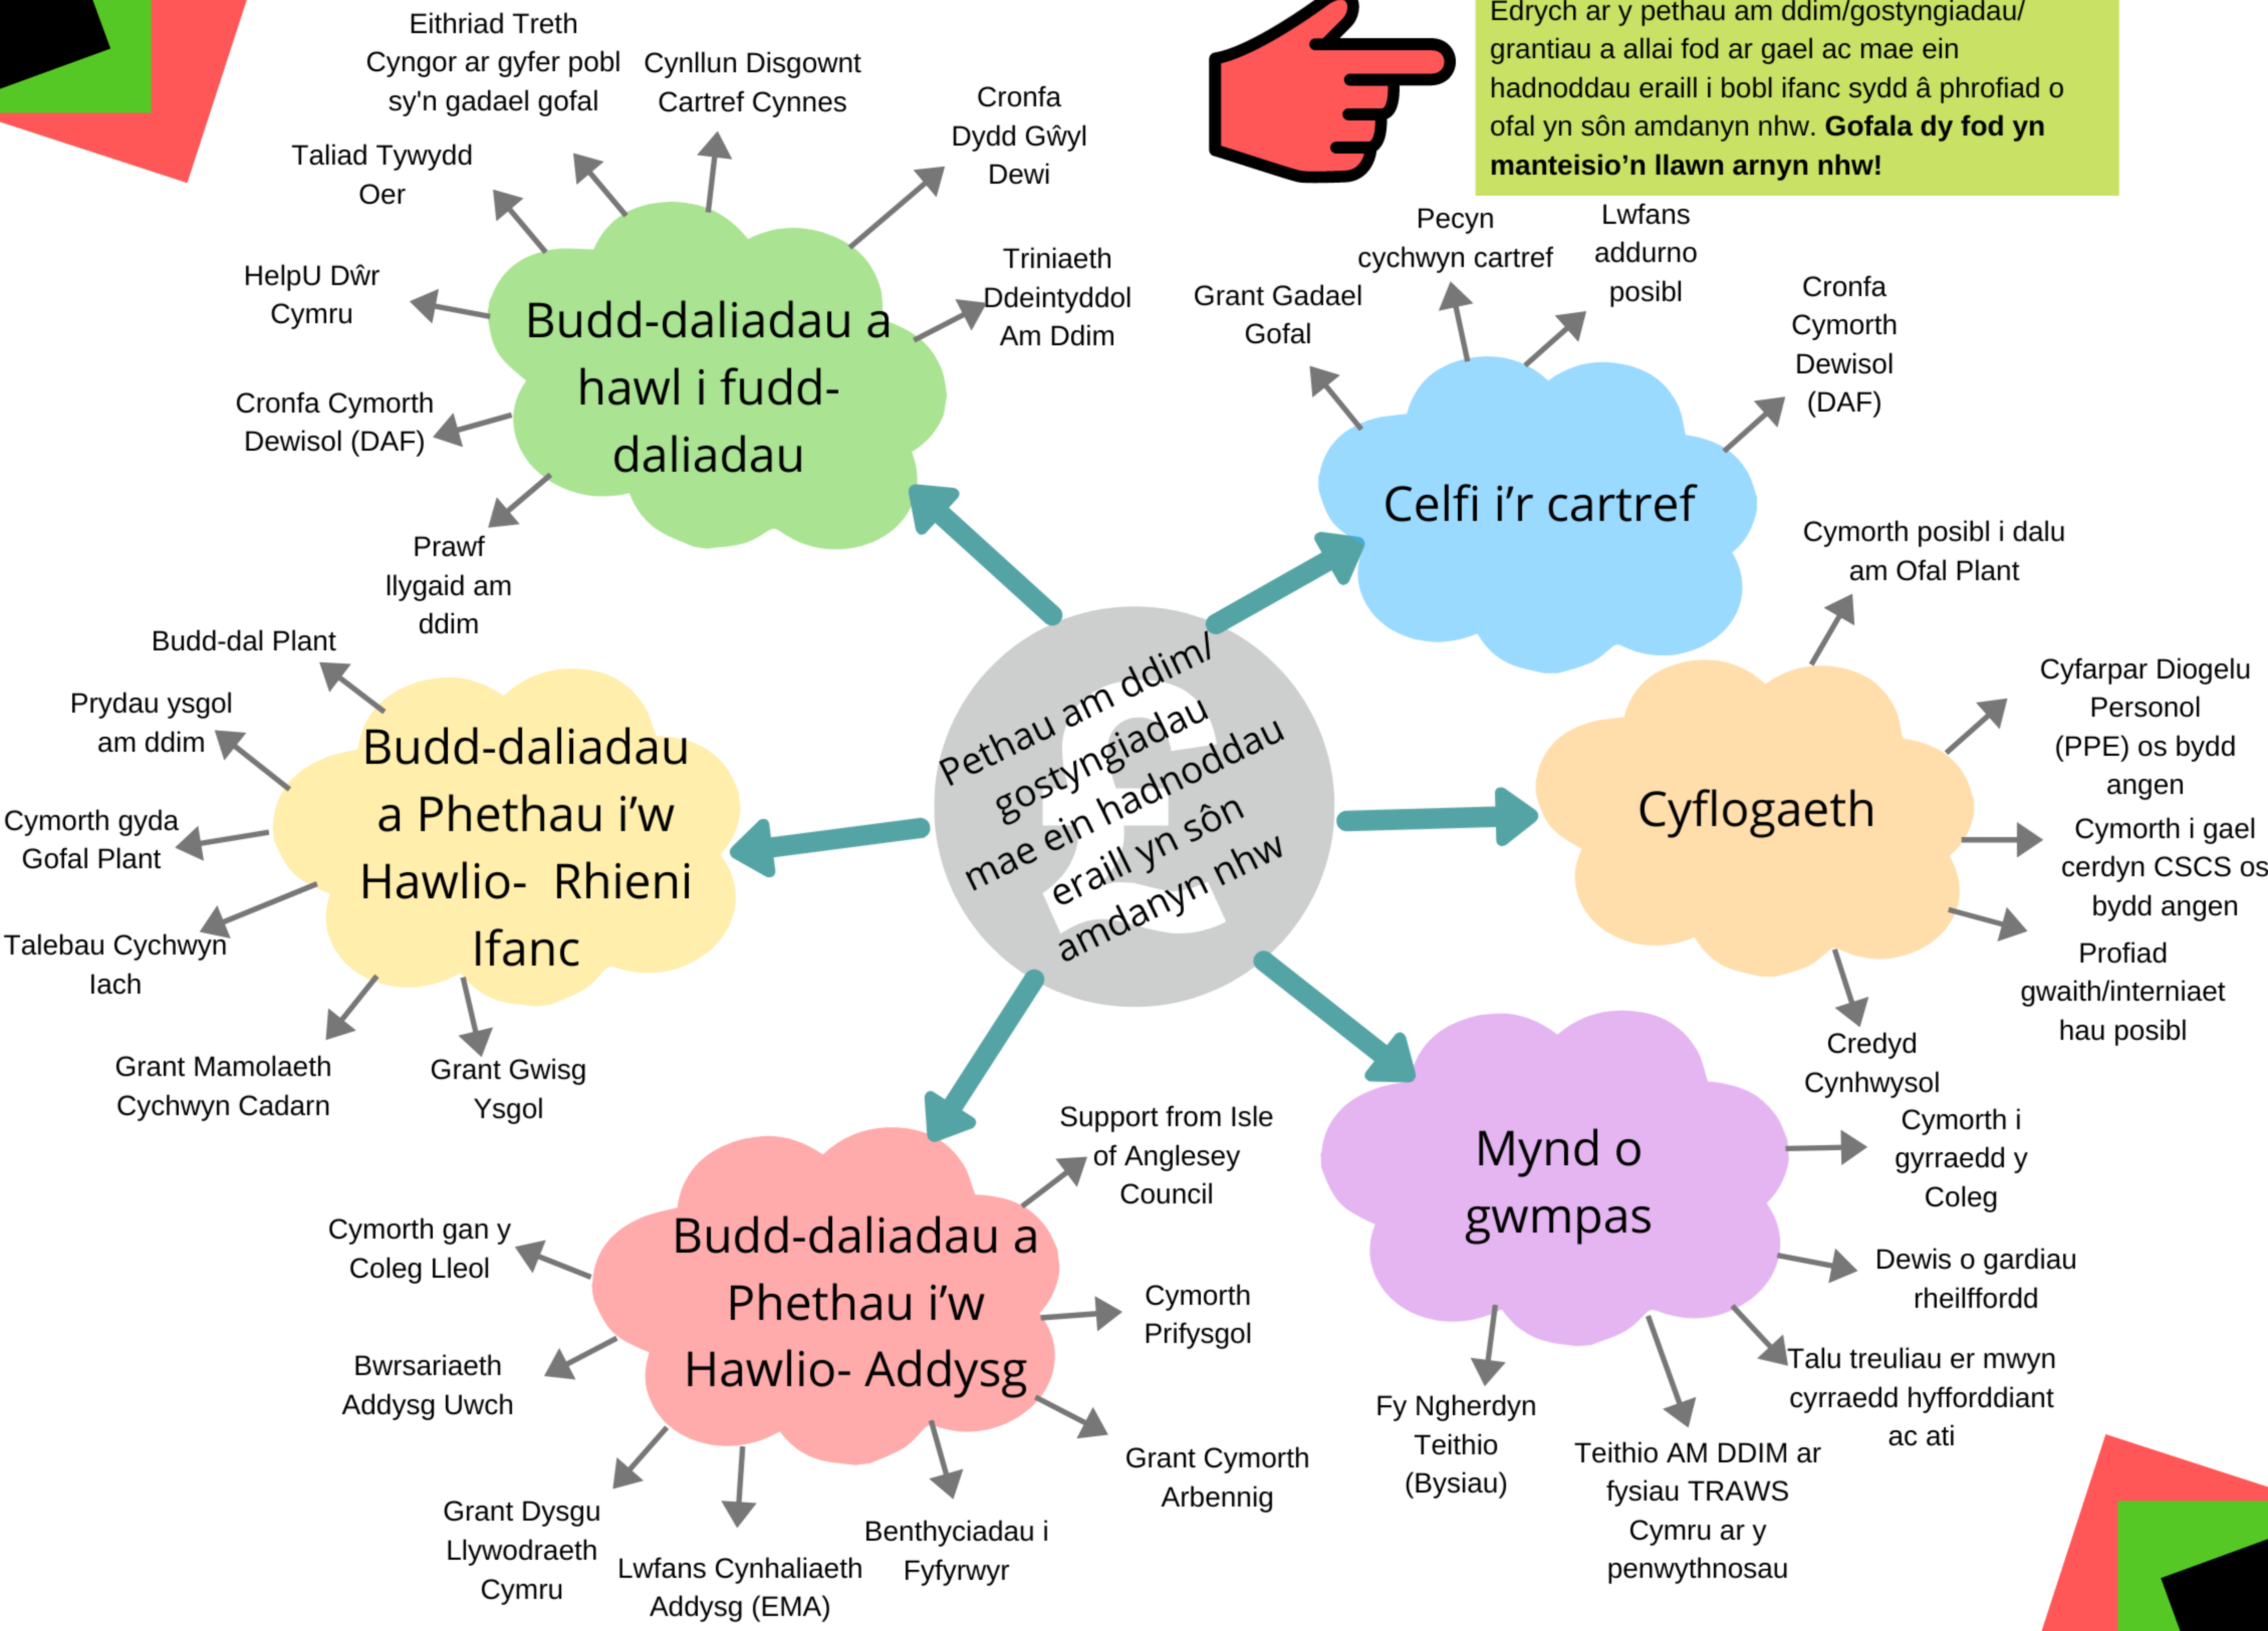 Edrych ar y pethau am ddim/gostyngiadau/
grantiau a allai fod ar gael ac mae ein
hadnoddau eraill i bobl ifanc sydd â phrofiad o
ofal yn sôn amdanyn nhw. Gofala dy fod yn
manteisio’n llawn arnyn nhw!
Eithriad Treth
Cyngor ar gyfer pobl
sy'n gadael gofal
Cynllun Disgownt
Cartref Cynnes
Cronfa
Dydd Gŵyl
Dewi
Taliad Tywydd
Oer
Triniaeth
Ddeintyddol
Am Ddim
HelpU Dŵr
Cymru
Budd-daliadau a
hawl i fudd-
daliadau
Cronfa Cymorth
Dewisol (DAF)
Prawf
llygaid am
ddim
Grant Gadael
Gofal
Pecyn
cychwyn cartref
Lwfans
addurno
posibl
Cronfa
Cymorth
Dewisol
(DAF)
Celfi i’r cartref
Pethau am ddim/
gostyngiadau
mae ein hadnoddau
eraill yn sôn
amdanyn nhw
£
Cymorth posibl i dalu
am Ofal Plant
Cyfarpar Diogelu
Personol
(PPE) os bydd
angen
Cyflogaeth
Cymorth i gael
cerdyn CSCS os
bydd angen
Profiad
gwaith/interniaet
hau posibl
Credyd
Cynhwysol
Budd-dal Plant
Prydau ysgol
am ddim
Budd-daliadau
a Phethau i’w
Hawlio- Rhieni
Ifanc
Cymorth gyda
Gofal Plant
Talebau Cychwyn
Iach
Grant Mamolaeth
Cychwyn Cadarn
Grant Gwisg
Ysgol
Mynd o
gwmpas
Cymorth i
gyrraedd y
Coleg
Dewis o gardiau
rheilffordd
Talu treuliau er mwyn
cyrraedd hyfforddiant
ac ati
Teithio AM DDIM ar
fysiau TRAWS
Cymru ar y
penwythnosau
Fy Ngherdyn
Teithio
(Bysiau)
Support from Isle
of Anglesey
Council
Budd-daliadau a
Phethau i’w
Hawlio- Addysg
Cymorth gan y
Coleg Lleol
Cymorth
Prifysgol
Bwrsariaeth
Addysg Uwch
Grant Cymorth
Arbennig
Grant Dysgu
Llywodraeth
Cymru
Lwfans Cynhaliaeth
Addysg (EMA)
Benthyciadau i
Fyfyrwyr